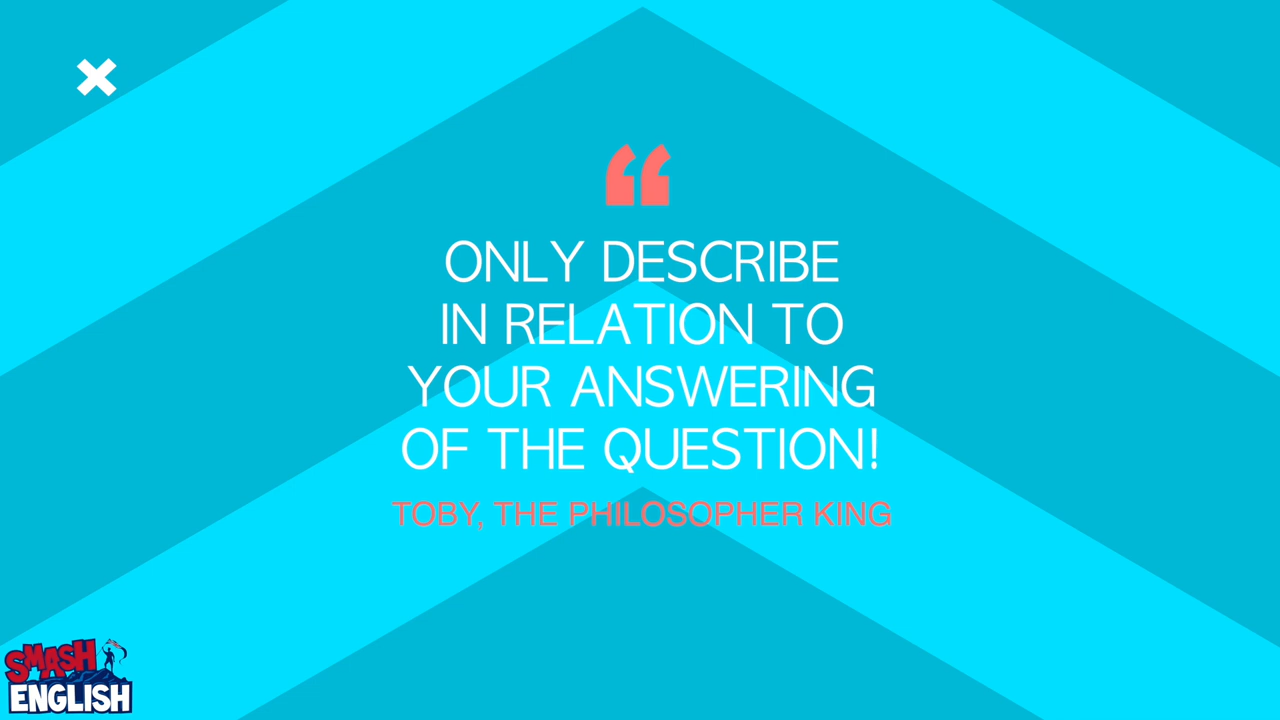 ONLY DESCRIBE
IN RELATION TO
YOUR ANSWERING
OF THE QUESTION!
TOBY, THE PHILOSOPHER KING
SMASH
ENGLISH